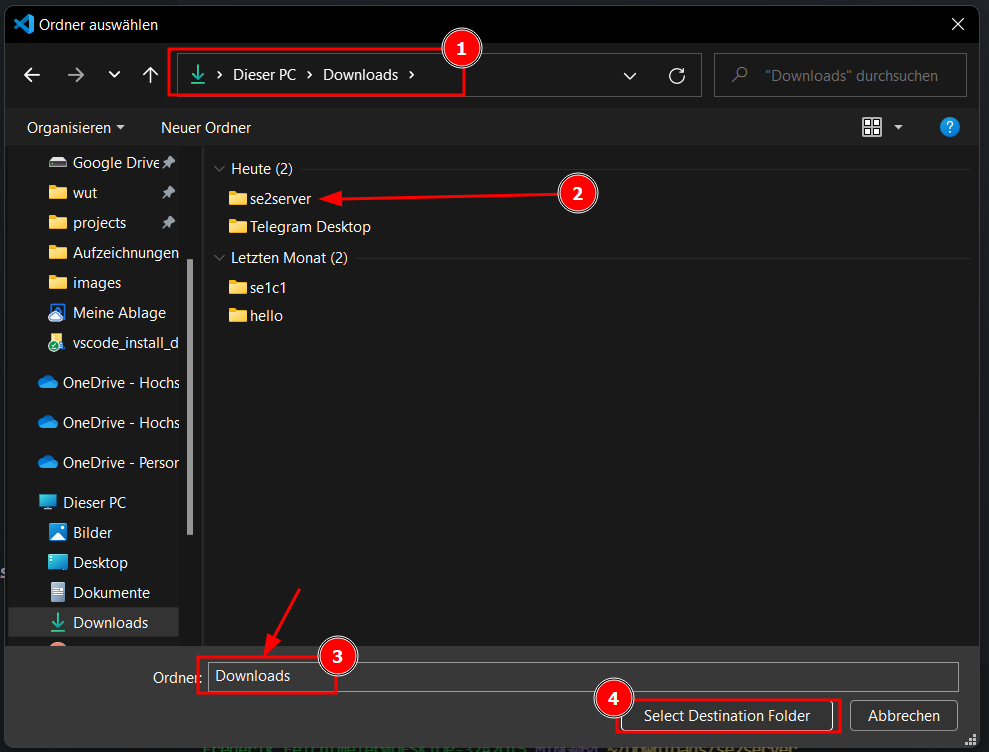 Ordner auswählen
1
Dieser PC > Downloads >
"Downloads" durchsuchen
Organisieren
Neuer Ordner
?
Google Drive
wut
projects
Aufzeichnungen
images
Meine Ablage
vscode_install_d
OneDrive - Hochs
OneDrive - Hochs
OneDrive - Person
Dieser PC
Bilder
Desktop
Dokumente
Downloads
Heute (2)
se2server
2
Telegram Desktop
Letzten Monat (2)
se1c1
hello
3
Ordner:
Downloads
4
Select Destination Folder
Abbrechen